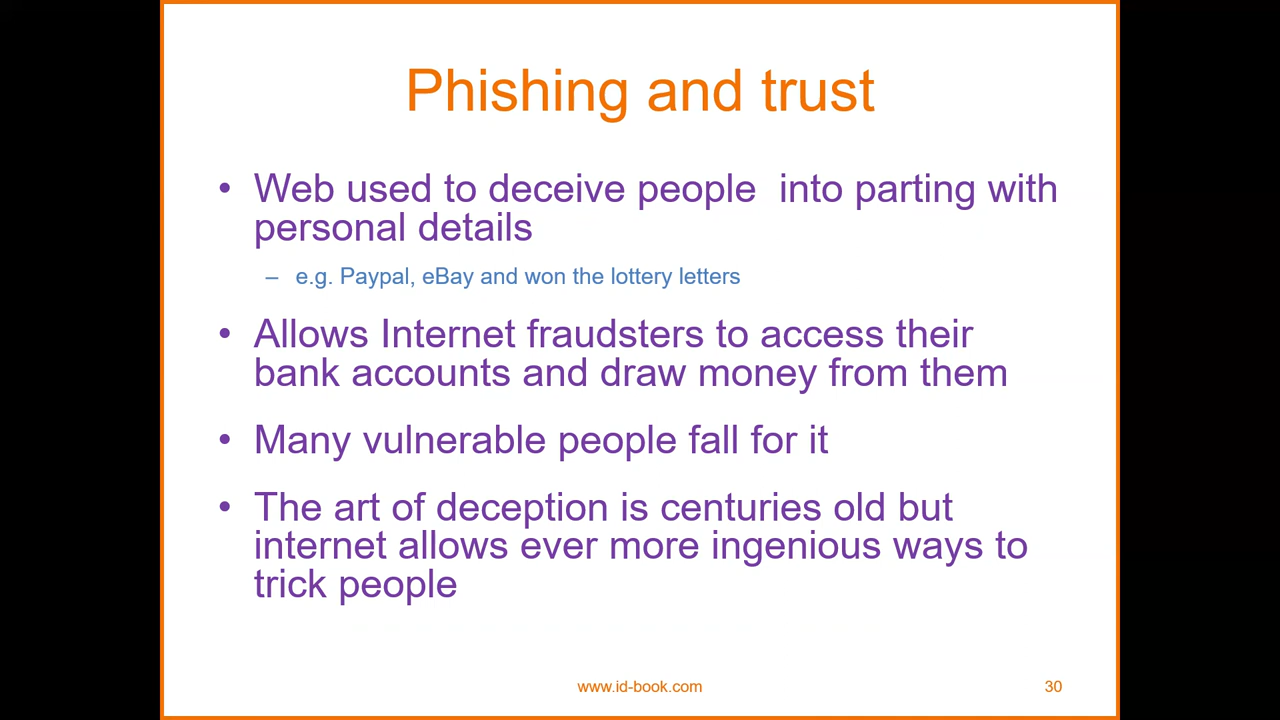 Phishing and trust
• Web used to deceive people  into parting with
personal details
– e.g. Paypal, eBay and won the lottery letters
• Allows Internet fraudsters to access their
bank accounts and draw money from them
• Many vulnerable people fall for it
• The art of deception is centuries old but
internet allows ever more ingenious ways to
trick people
www.id-book.com
30